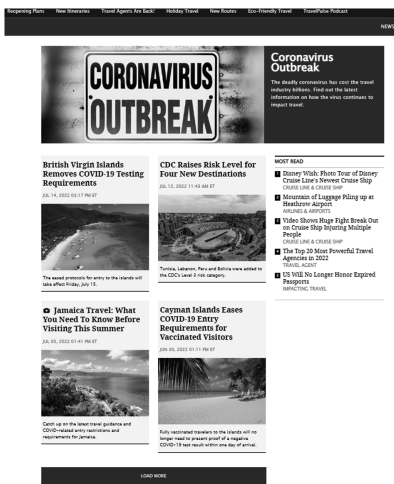 Reopening Plans New Itineraries Travel Agents Are Back! Holiday Travel New Routes Eco-Friendly Travel TravelPulse Podcast
NEWS
CORONAVIRUS
OUTBREAK
Coronavirus
Outbreak
The deadly coronavirus has cost the travel
industry billions. Find out the latest
information on how the virus continues to
impact travel.
British Virgin Islands
Removes COVID-19 Testing
Requirements
JUL 14, 2022 03:17 PM ET
The eased protocols for entry to the islands will
take effect Friday, July 15.
CDC Raises Risk Level for
Four New Destinations
JUL 12, 2022 11:43 AM ET
Tunisia, Lebanon, Peru and Bolivia were added to
the CDC's Level 3 risk category.
MOST READ
1 Disney Wish: Photo Tour of Disney
Cruise Line's Newest Cruise Ship
CRUISE LINE & CRUISE SHIP
2 Mountain of Luggage Piling up at
Heathrow Airport
AIRLINES & AIRPORTS
3 Video Shows Huge Fight Break Out
on Cruise Ship Injuring Multiple
People
CRUISE LINE & CRUISE SHIP
4 The Top 20 Most Powerful Travel
Agencies in 2022
TRAVEL AGENT
5 US Will No Longer Honor Expired
Passports
IMPACTING TRAVEL
Jamaica Travel: What
You Need To Know Before
Visiting This Summer
JUL 05, 2022 01:41 PM ET
Catch up on the latest travel guidance and
COVID-related entry restrictions and
requirements for Jamaica.
Cayman Islands Eases
COVID-19 Entry
Requirements for
Vaccinated Visitors
JUN 30, 2022 01:11 PM ET
Fully vaccinated travelers to the islands will no
longer need to present proof of a negative
COVID-19 test result within one day of arrival.
LOAD MORE